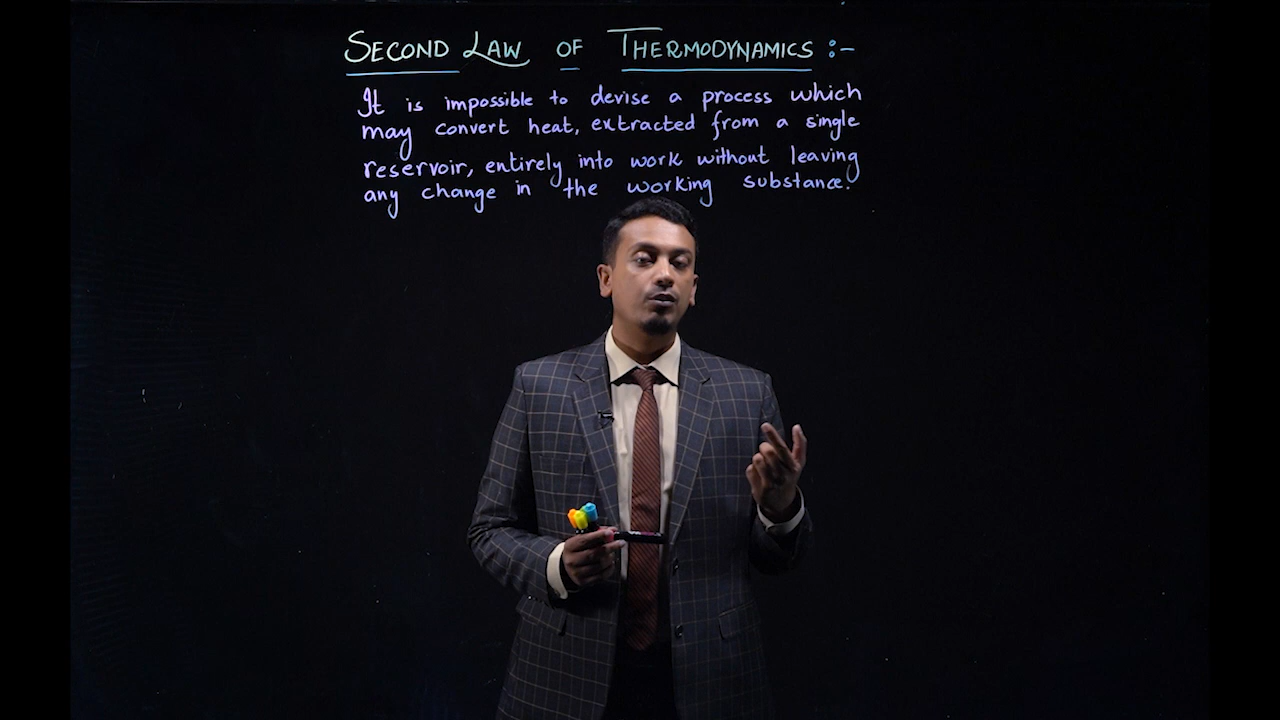 SECOND LAW OF THERMODYNAMICS :-
It is impossible to devise a process which
may convert heat, extracted from a single
reservoir, entirely into work without leaving
any change in the working substance.